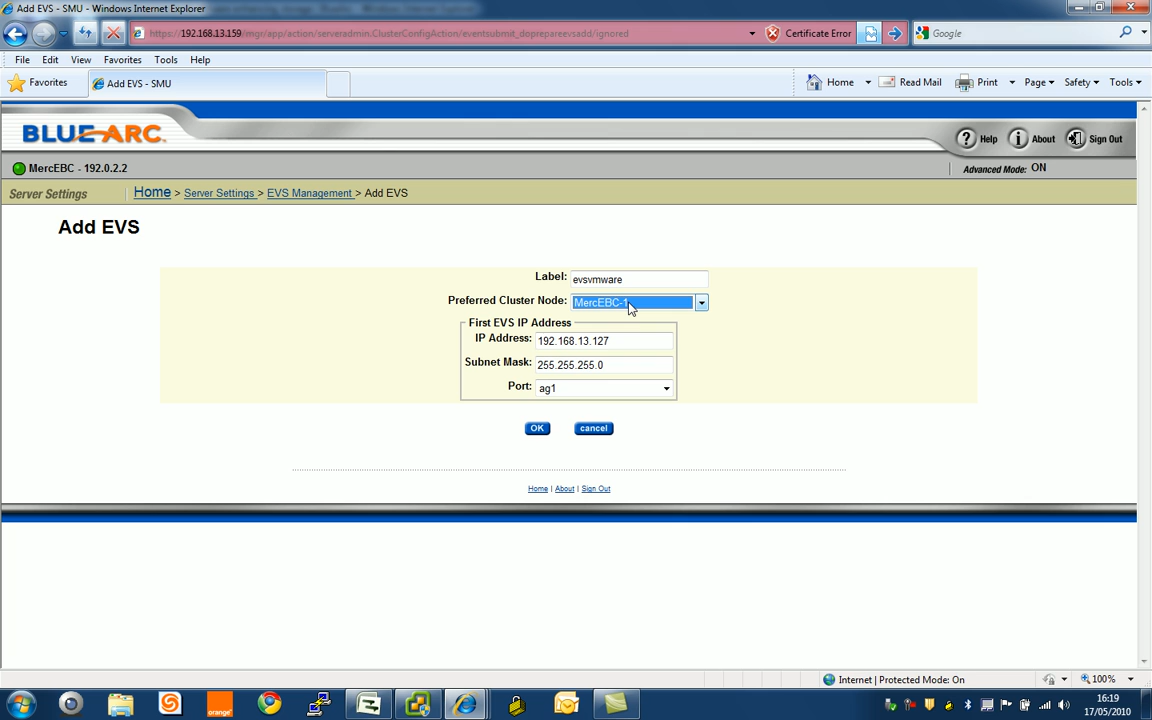 Add EVS - SMU - Windows Internet Explorer
https://192.168.13.159/mgr/app/action/serveradmin.ClusterConfigAction/eventsubmit_doprepareevsadd/ignored
Certificate Error
Google
File Edit View Favorites Tools Help
Favorites
Add EVS - SMU
Home
Read Mail
Print
Page
Safety
Tools
BLUEARC
Help
About
Sign Out
MercEBC - 192.0.2.2
Advanced Mode: ON
Server Settings
Home > Server Settings > EVS Management > Add EVS
Add EVS
Label: evsvmware
Preferred Cluster Node: MercEBC-1
First EVS IP Address
IP Address: 192.168.13.127
Subnet Mask: 255.255.255.0
Port: ag1
OK cancel
Home | About | Sign Out
Internet | Protected Mode: On
100%
orange
16:19
17/05/2010